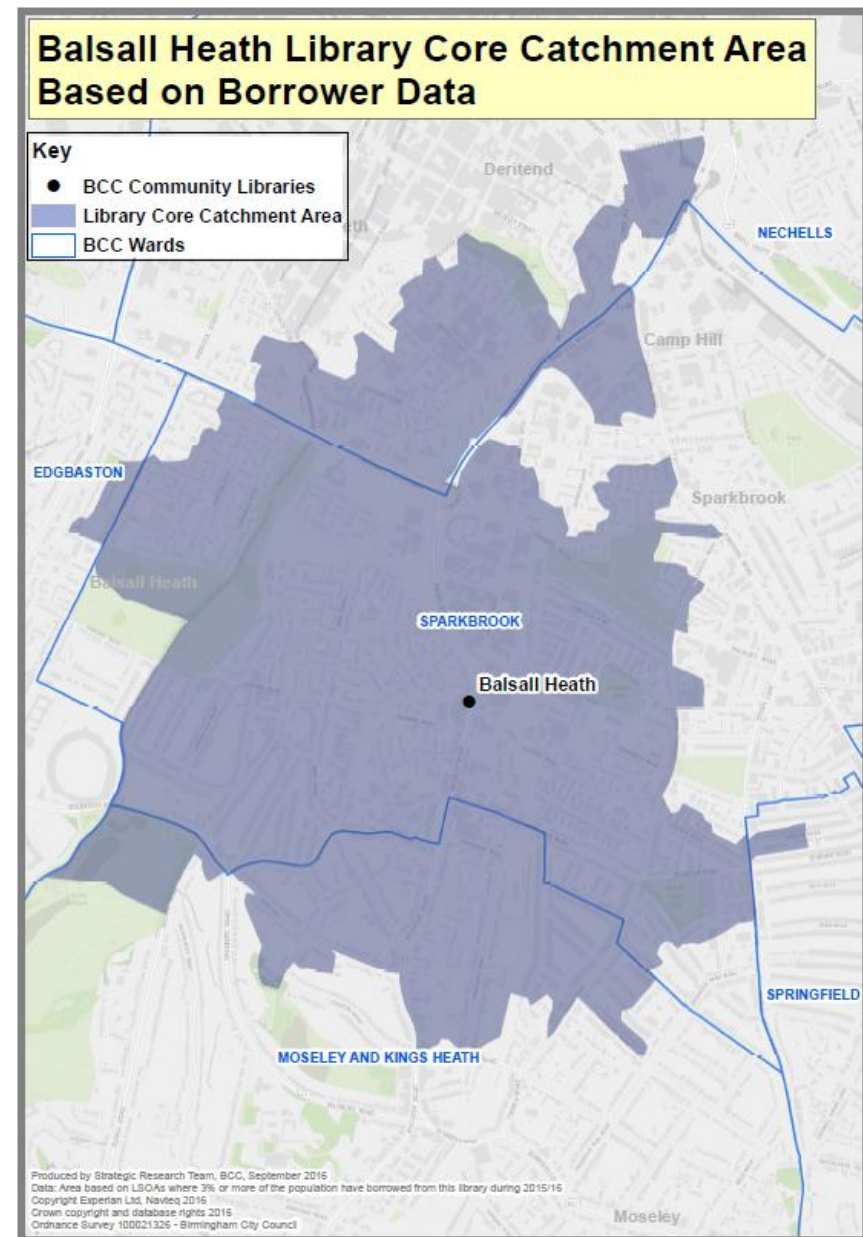 Balsall Heath Library Core Catchment Area
Based on Borrower Data
Key
BCC Community Libraries
Library Core Catchment Area
BCC Wards
Deritend
eth
NECHELLS
Camp Hill
EDGBASTON
Sparkbrook
Balsall Heath
SPARKBROOK
Balsall Heath
SPRINGFIELD
MOSELEY AND KINGS HEATH
Produced by Strategic Research Team, BCC, September 2016
Data: Area based on LSOAs where 3% or more of the population have borrowed from this library during 2015/16
Copyright Experian Ltd, Navteq 2016
Crown copyright and database rights 2016
Ordnance Survey 100021326 - Birmingham City Council
Moseley